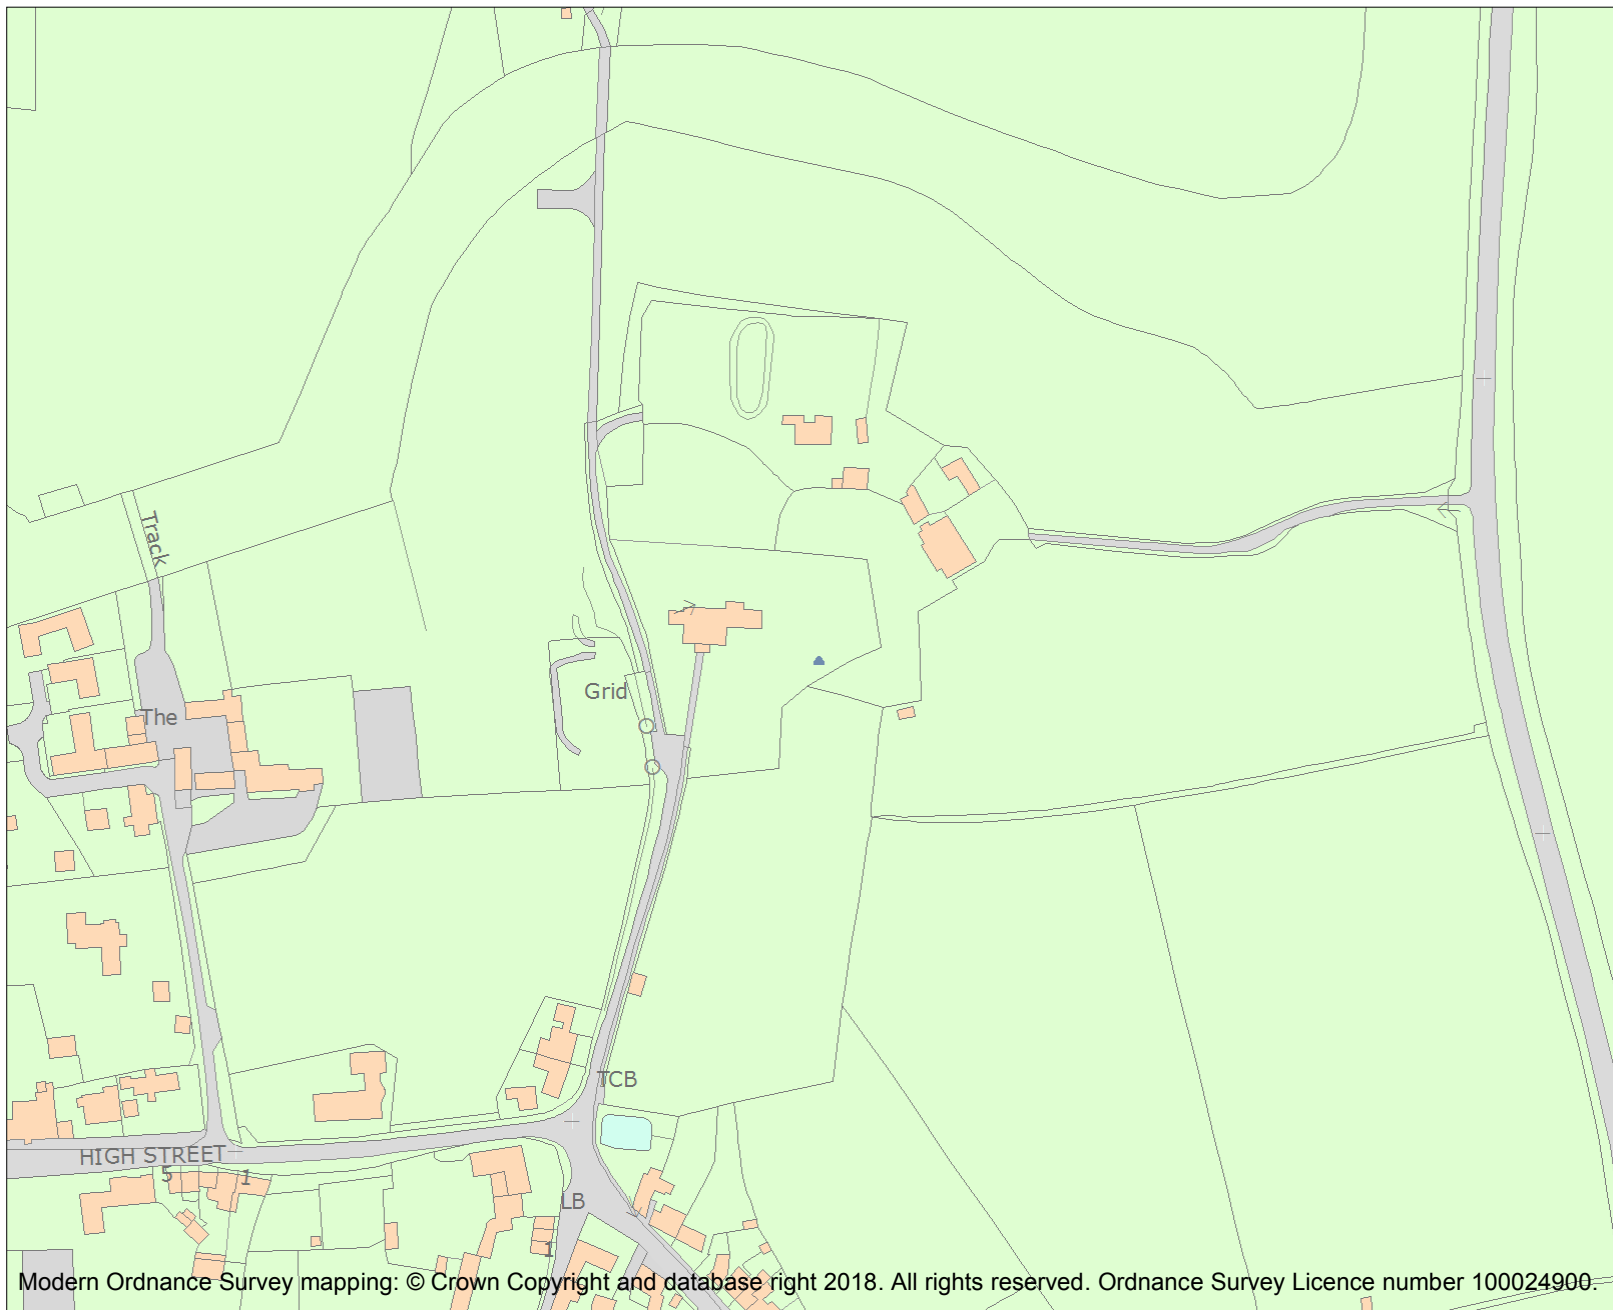 Track
Grid
The
TCB
HIGH STREET
5
1
LB
1
Modern Ordnance Survey mapping: © Crown Copyright and database right 2018. All rights reserved. Ordnance Survey Licence number 100024900.